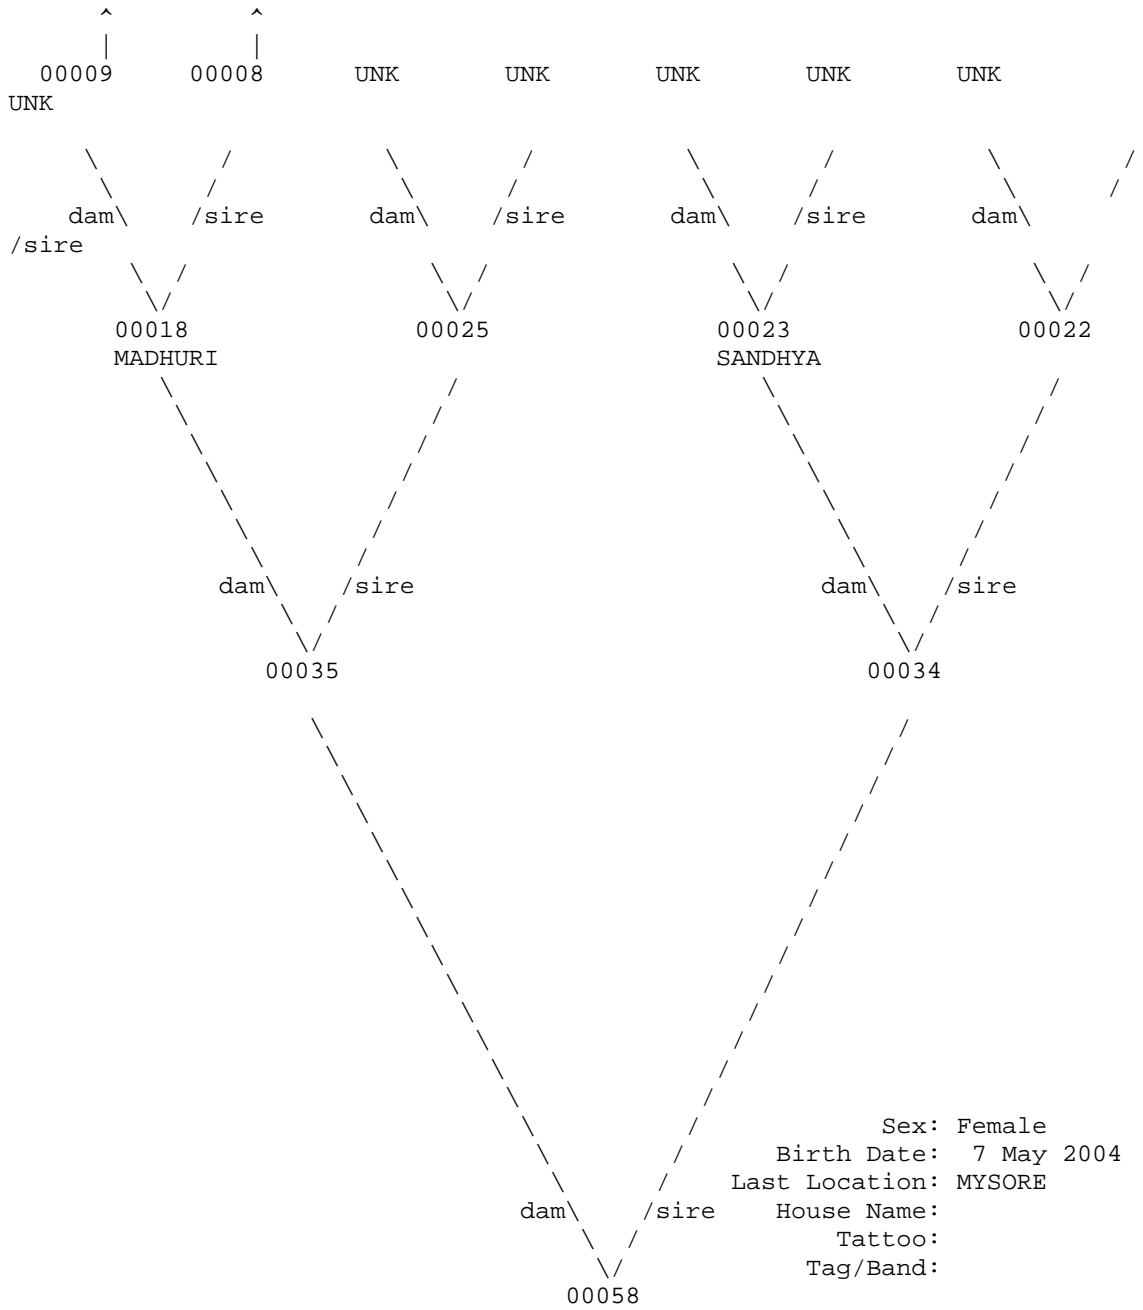 00009 00008 UNK UNK UNK UNK UNK
UNK
dam /sire dam /sire dam /sire dam
/sire
00018 00025 00023 00022
MADHURI SANDHYA
dam /sire dam /sire
00035 00034
Sex: Female
Birth Date: 7 May 2004
Last Location: MYSORE
dam /sire House Name:
Tattoo:
Tag/Band:
00058